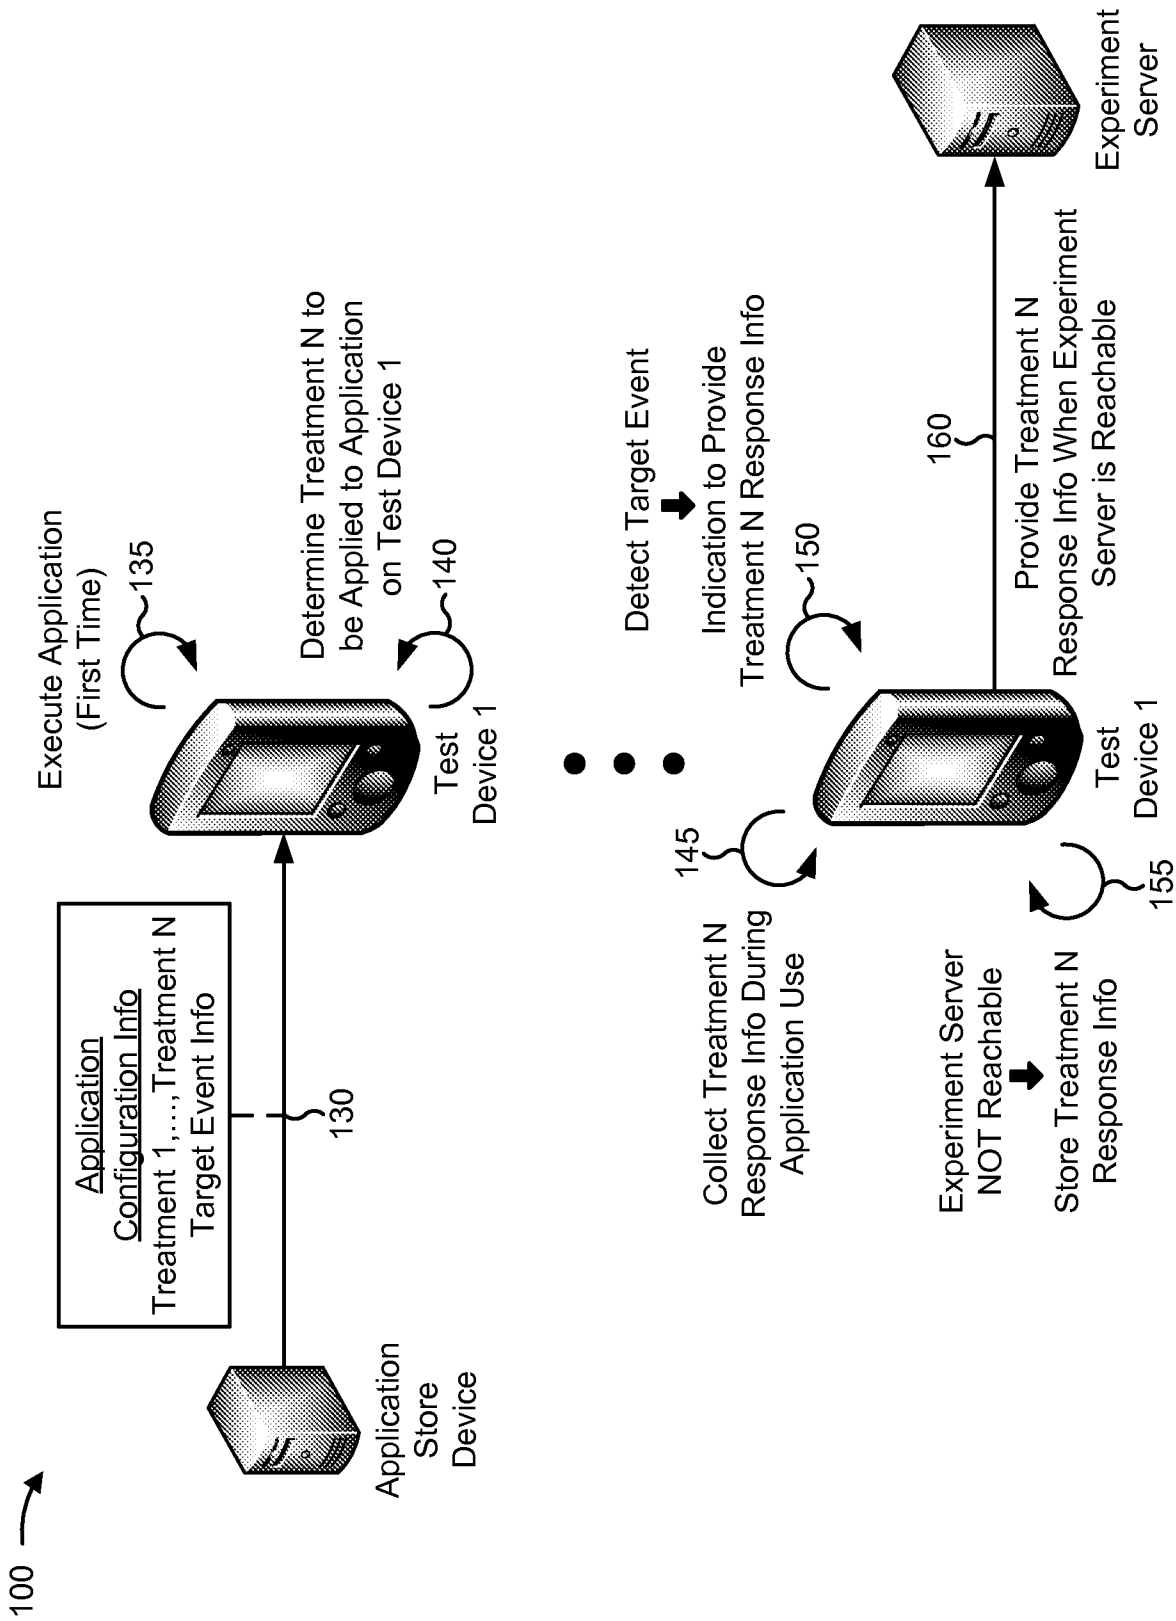 100
Application
Configuration Info
Treatment 1,…,Treatment N
Target Event Info
130
Application
Store
Device
Execute Application
(First Time)
135
Determine Treatment N to
be Applied to Application
on Test Device 1
140
Test
Device 1
Collect Treatment N
Response Info During
Application Use
145
Detect Target Event
Indication to Provide
Treatment N Response Info
150
Experiment Server
NOT Reachable
Store Treatment N
Response Info
155
Test
Device 1
160
Provide Treatment N
Response Info When Experiment
Server is Reachable
Experiment
Server